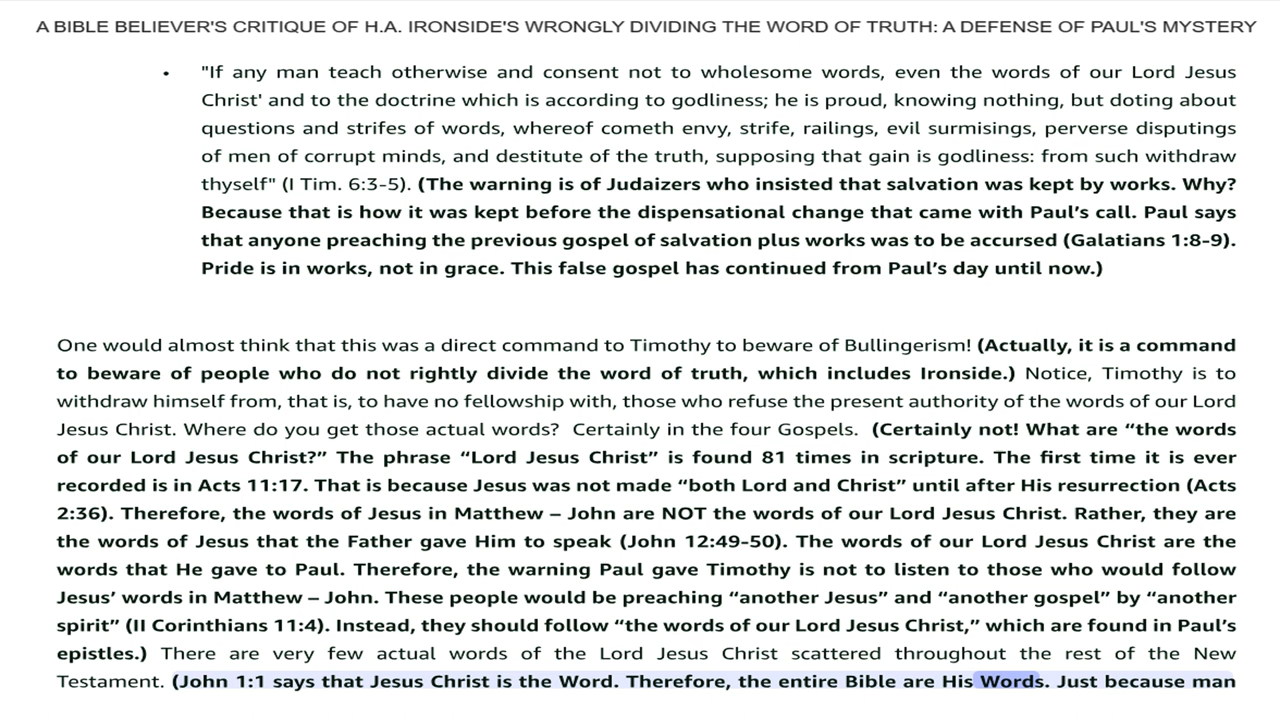 A BIBLE BELIEVER'S CRITIQUE OF H.A. IRONSIDE'S WRONGLY DIVIDING THE WORD OF TRUTH: A DEFENSE OF PAUL'S MYSTERY
• "If any man teach otherwise and consent not to wholesome words, even the words of our Lord Jesus
Christ' and to the doctrine which is according to godliness; he is proud, knowing nothing, but doting about
questions and strifes of words, whereof cometh envy, strife, railings, evil surmisings, perverse disputings
of men of corrupt minds, and destitute of the truth, supposing that gain is godliness: from such withdraw
thyself" (I Tim. 6:3-5). (The warning is of Judaizers who insisted that salvation was kept by works. Why?
Because that is how it was kept before the dispensational change that came with Paul's call. Paul says
that anyone preaching the previous gospel of salvation plus works was to be accursed (Galatians 1:8-9).
Pride is in works, not in grace. This false gospel has continued from Paul's day until now.)
One would almost think that this was a direct command to Timothy to beware of Bullingerism! (Actually, it is a command
to beware of people who do not rightly divide the word of truth, which includes Ironside.) Notice, Timothy is to
withdraw himself from, that is, to have no fellowship with, those who refuse the present authority of the words of our Lord
Jesus Christ. Where do you get those actual words? Certainly in the four Gospels. (Certainly not! What are “the words
of our Lord Jesus Christ?” The phrase “Lord Jesus Christ” is found 81 times in scripture. The first time it is ever
recorded is in Acts 11:17. That is because Jesus was not made “both Lord and Christ” until after His resurrection (Acts
2:36). Therefore, the words of Jesus in Matthew – John are NOT the words of our Lord Jesus Christ. Rather, they are
the words of Jesus that the Father gave Him to speak (John 12:49-50). The words of our Lord Jesus Christ are the
words that He gave to Paul. Therefore, the warning Paul gave Timothy is not to listen to those who would follow
Jesus' words in Matthew – John. These people would be preaching “another Jesus” and “another gospel” by “another
spirit” (II Corinthians 11:4). Instead, they should follow “the words of our Lord Jesus Christ,” which are found in Paul's
epistles.) There are very few actual words of the Lord Jesus Christ scattered throughout the rest of the New
Testament. (John 1:1 says that Jesus Christ is the Word. Therefore, the entire Bible are His Words. Just because man